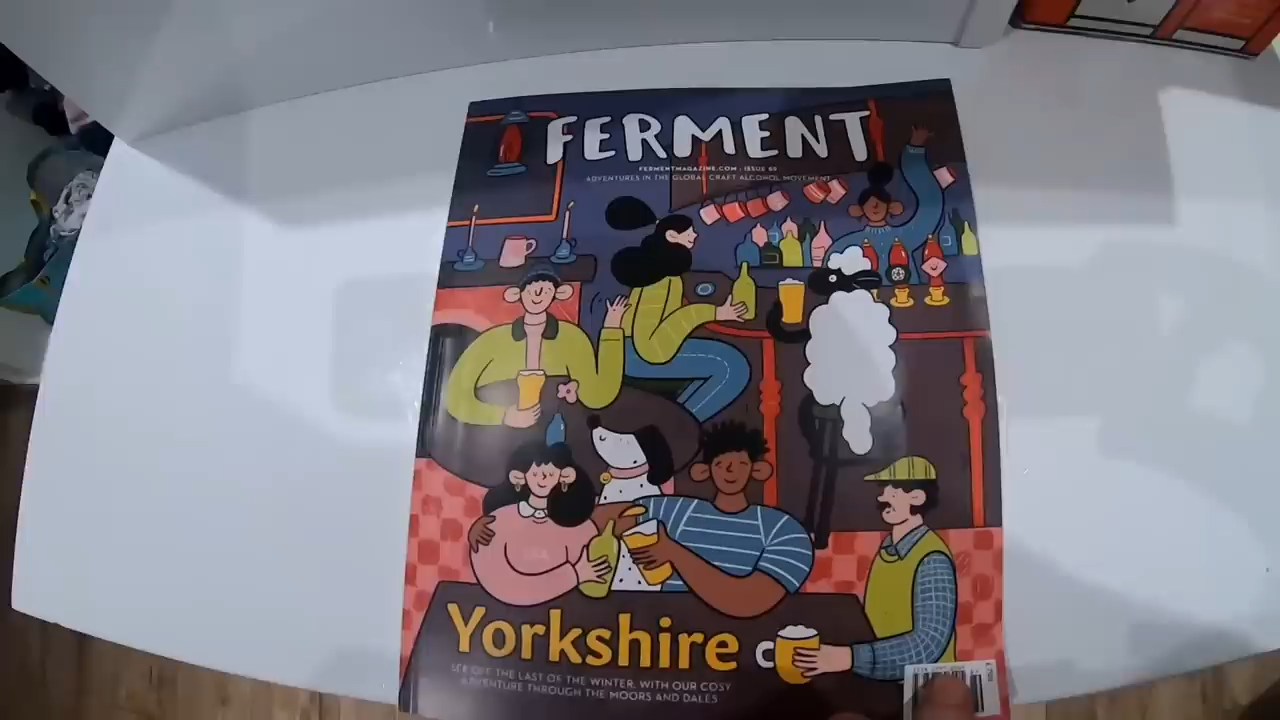 FERMENT
FERMENTMAGAZINE.COM : ISSUE
ADVENTURES IN THE GLOBAL CRAFT ALCOHOL MOVEMENT
Yorkshire
SEE OFF THE LAST OF THE WINTER, WITH OUR COSY
ADVENTURE THROUGH THE MOORS AND DALES